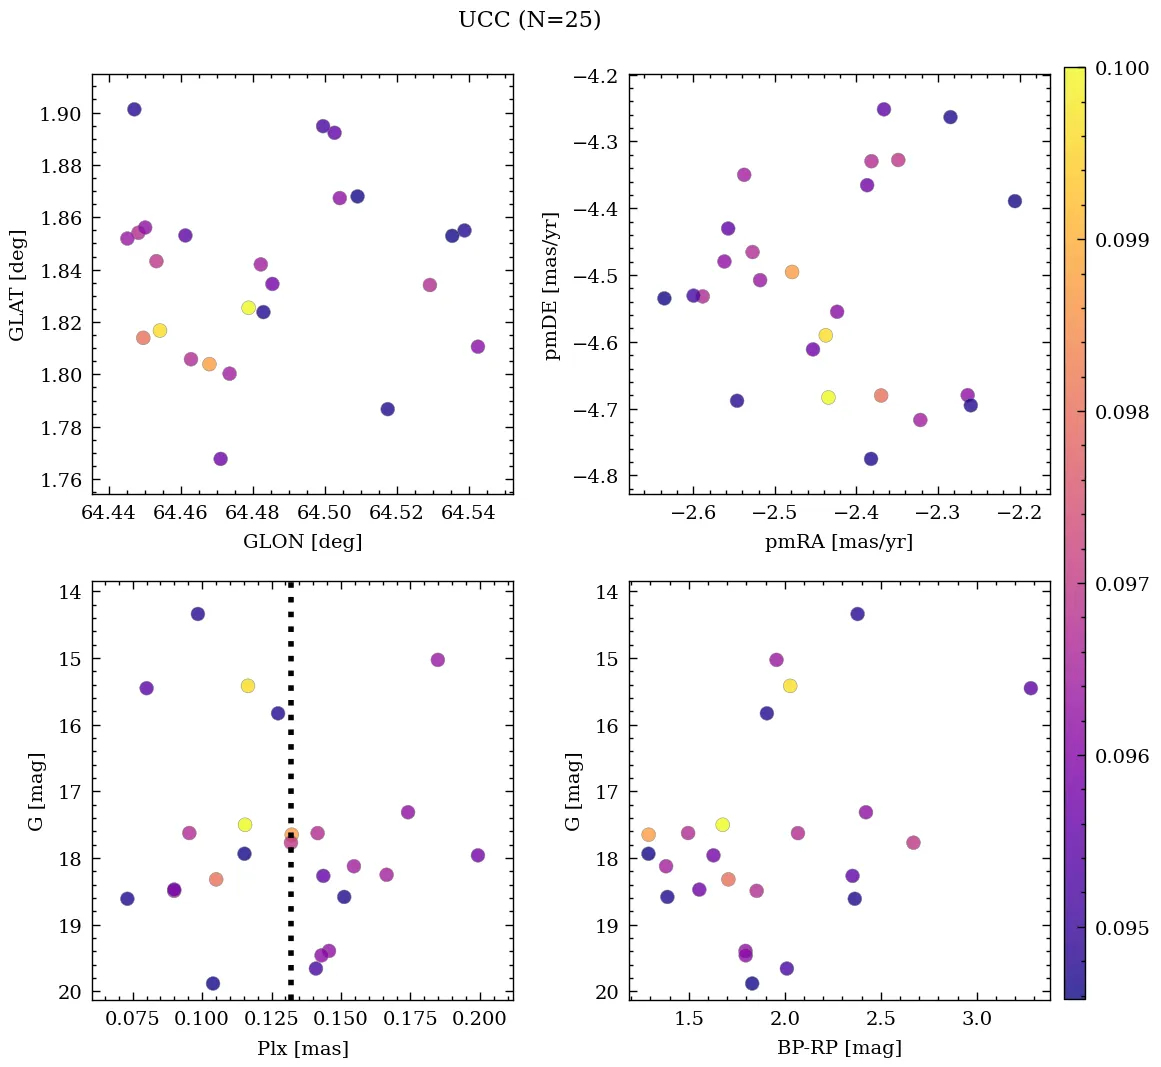 UCC (N=25)
1.90
1.88
1.86
1.84
1.82
1.80
1.78
1.76
GLAT [deg]
64.44 64.46 64.48 64.50 64.52 64.54
GLON [deg]
−4.2
−4.3
−4.4
−4.5
−4.6
−4.7
−4.8
pmDE [mas/yr]
−2.6 −2.5 −2.4 −2.3 −2.2
pmRA [mas/yr]
14
15
16
17
18
19
20
G [mag]
0.075 0.100 0.125 0.150 0.175 0.200
Plx [mas]
14
15
16
17
18
19
20
G [mag]
1.5 2.0 2.5 3.0
BP-RP [mag]
0.100
0.099
0.098
0.097
0.096
0.095